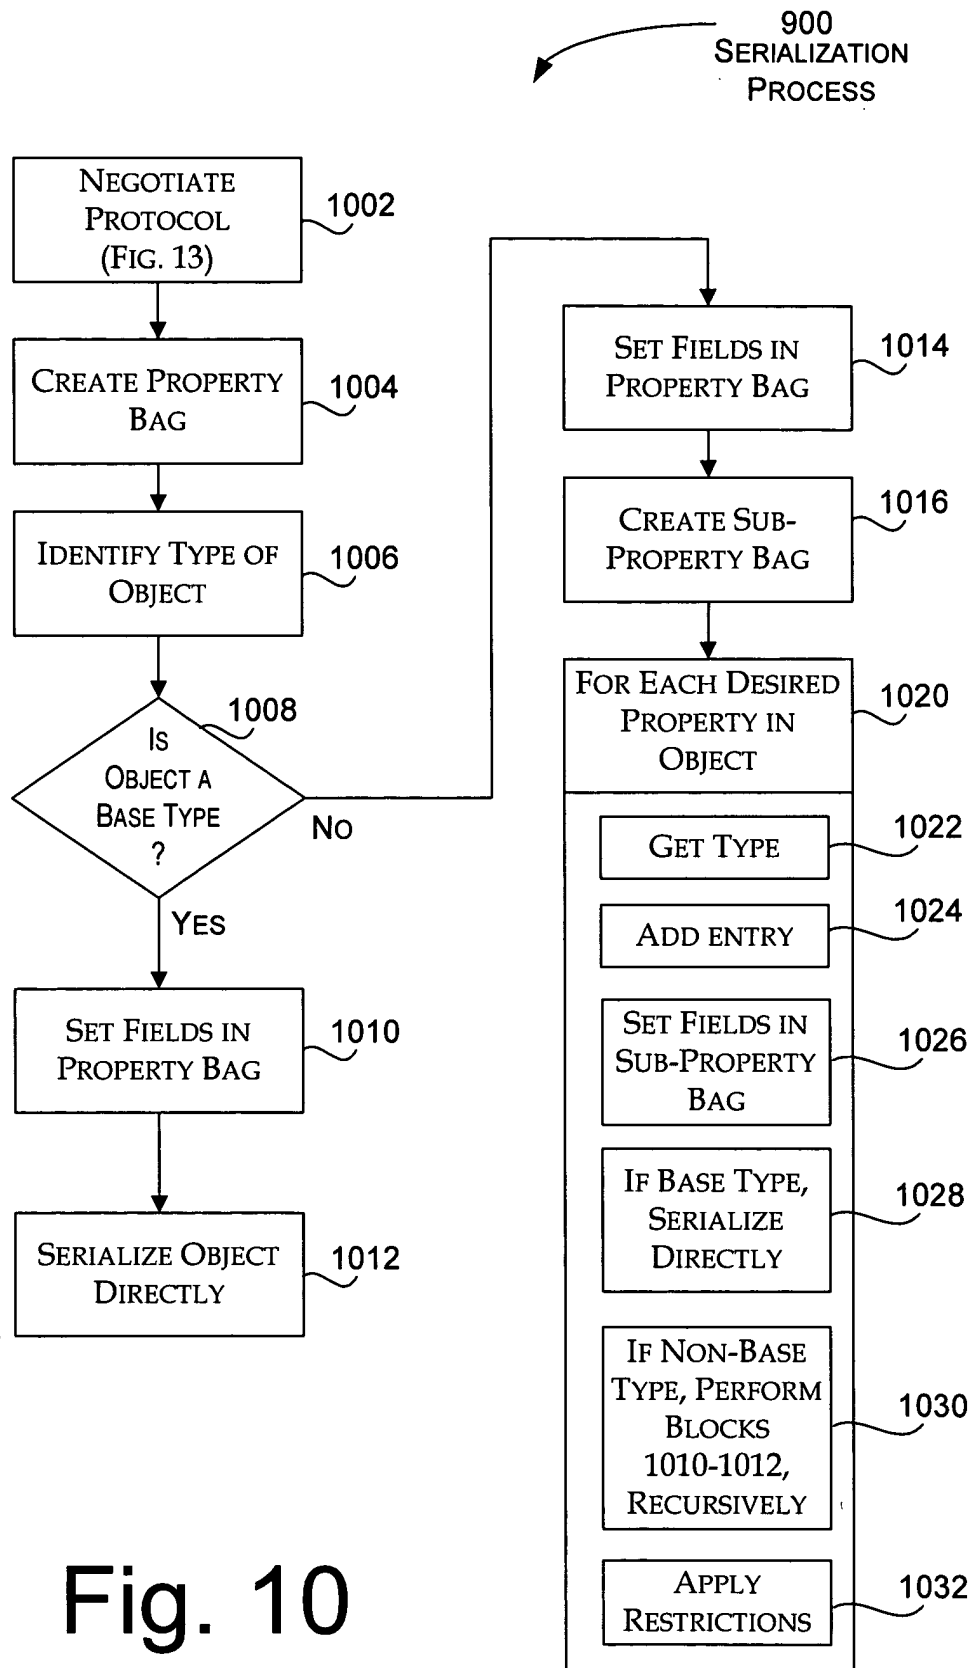 900
SERIALIZATION
PROCESS
NEGOTIATE
PROTOCOL
(FIG. 13)
1002
CREATE PROPERTY
BAG
1004
IDENTIFY TYPE OF
OBJECT
1006
1008
IS
OBJECT A
BASE TYPE
?
NO
YES
SET FIELDS IN
PROPERTY BAG
1010
SERIALIZE OBJECT
DIRECTLY
1012
SET FIELDS IN
PROPERTY BAG
1014
CREATE SUB-
PROPERTY BAG
1016
FOR EACH DESIRED
PROPERTY IN
OBJECT
1020
GET TYPE
1022
ADD ENTRY
1024
SET FIELDS IN
SUB-PROPERTY
BAG
1026
IF BASE TYPE,
SERIALIZE
DIRECTLY
1028
IF NON-BASE
TYPE, PERFORM
BLOCKS
1010-1012,
RECURSIVELY
1030
APPLY
RESTRICTIONS
1032
Fig. 10